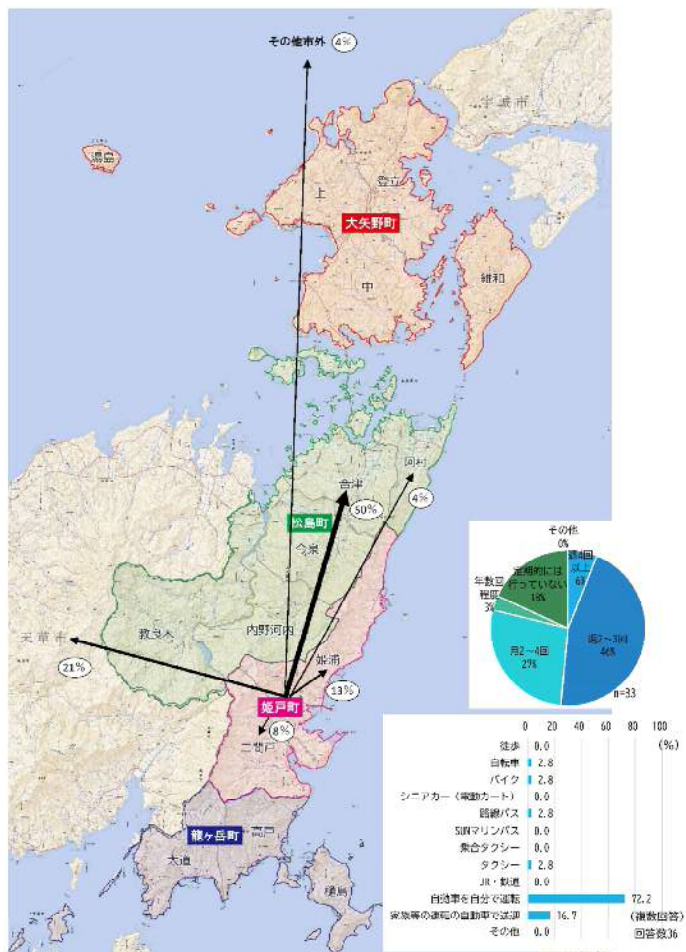 その他市外 4%
宇城市
湯島
上
登立
大矢野町
維和
中
阿村
合津
4%
50%
松島町
今泉
その他
0%
週4回
以上
6%
定期的には
行っていない
18%
年数回
程度
3%
週2～3回
46%
月2～4回
27%
n=33
教良木
内野河内
天草市
21%
姫浦
13%
姫戸町
8%
二間戸
0 20 40 60 80 100
(%)
徒歩 0.0
自転車 2.8
バイク 2.8
シニアカー（電動カート） 0.0
路線バス 2.8
SUNマリンバス 0.0
乗合タクシー 0.0
タクシー 2.8
JR・鉄道 0.0
自動車を自分で運転 72.2
家族等の運転の自動車で送迎 16.7
その他 0.0
(複数回答)
回答数36
龍ヶ岳町
高戸
大道
樋島